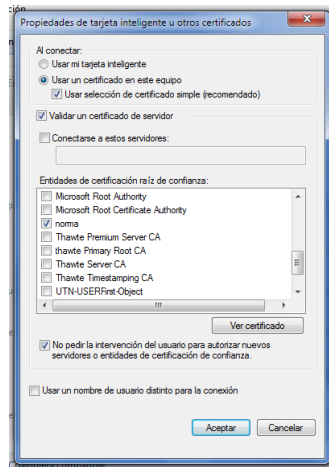 Propiedades de tarjeta inteligente u otros certificados
Al conectar:
Usar mi tarjeta inteligente
Usar un certificado en este equipo
Usar selección de certificado simple (recomendado)
Validar un certificado de servidor
Conectarse a estos servidores:
Entidades de certificación raíz de confianza:
Microsoft Root Authority
Microsoft Root Certificate Authority
norma
Thawte Premium Server CA
thawte Primary Root CA
Thawte Server CA
Thawte Timestamping CA
UTN-USERFirst-Object
Ver certificado
No pedir la intervención del usuario para autorizar nuevos
servidores o entidades de certificación de confianza.
Usar un nombre de usuario distinto para la conexión
Aceptar
Cancelar